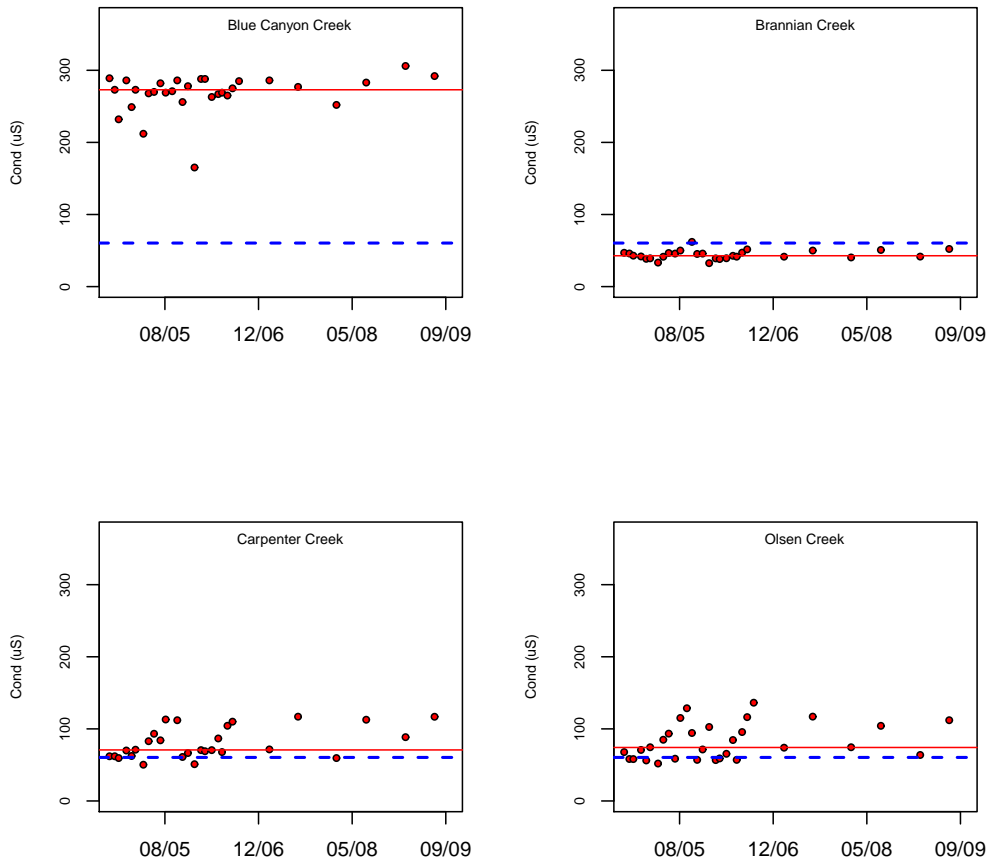 Blue Canyon Creek
Cond (uS)
300
200
100
0
08/05 12/06 05/08 09/09
Brannian Creek
Cond (uS)
300
200
100
0
08/05 12/06 05/08 09/09
Carpenter Creek
Cond (uS)
300
200
100
0
08/05 12/06 05/08 09/09
Olsen Creek
Cond (uS)
300
200
100
0
08/05 12/06 05/08 09/09